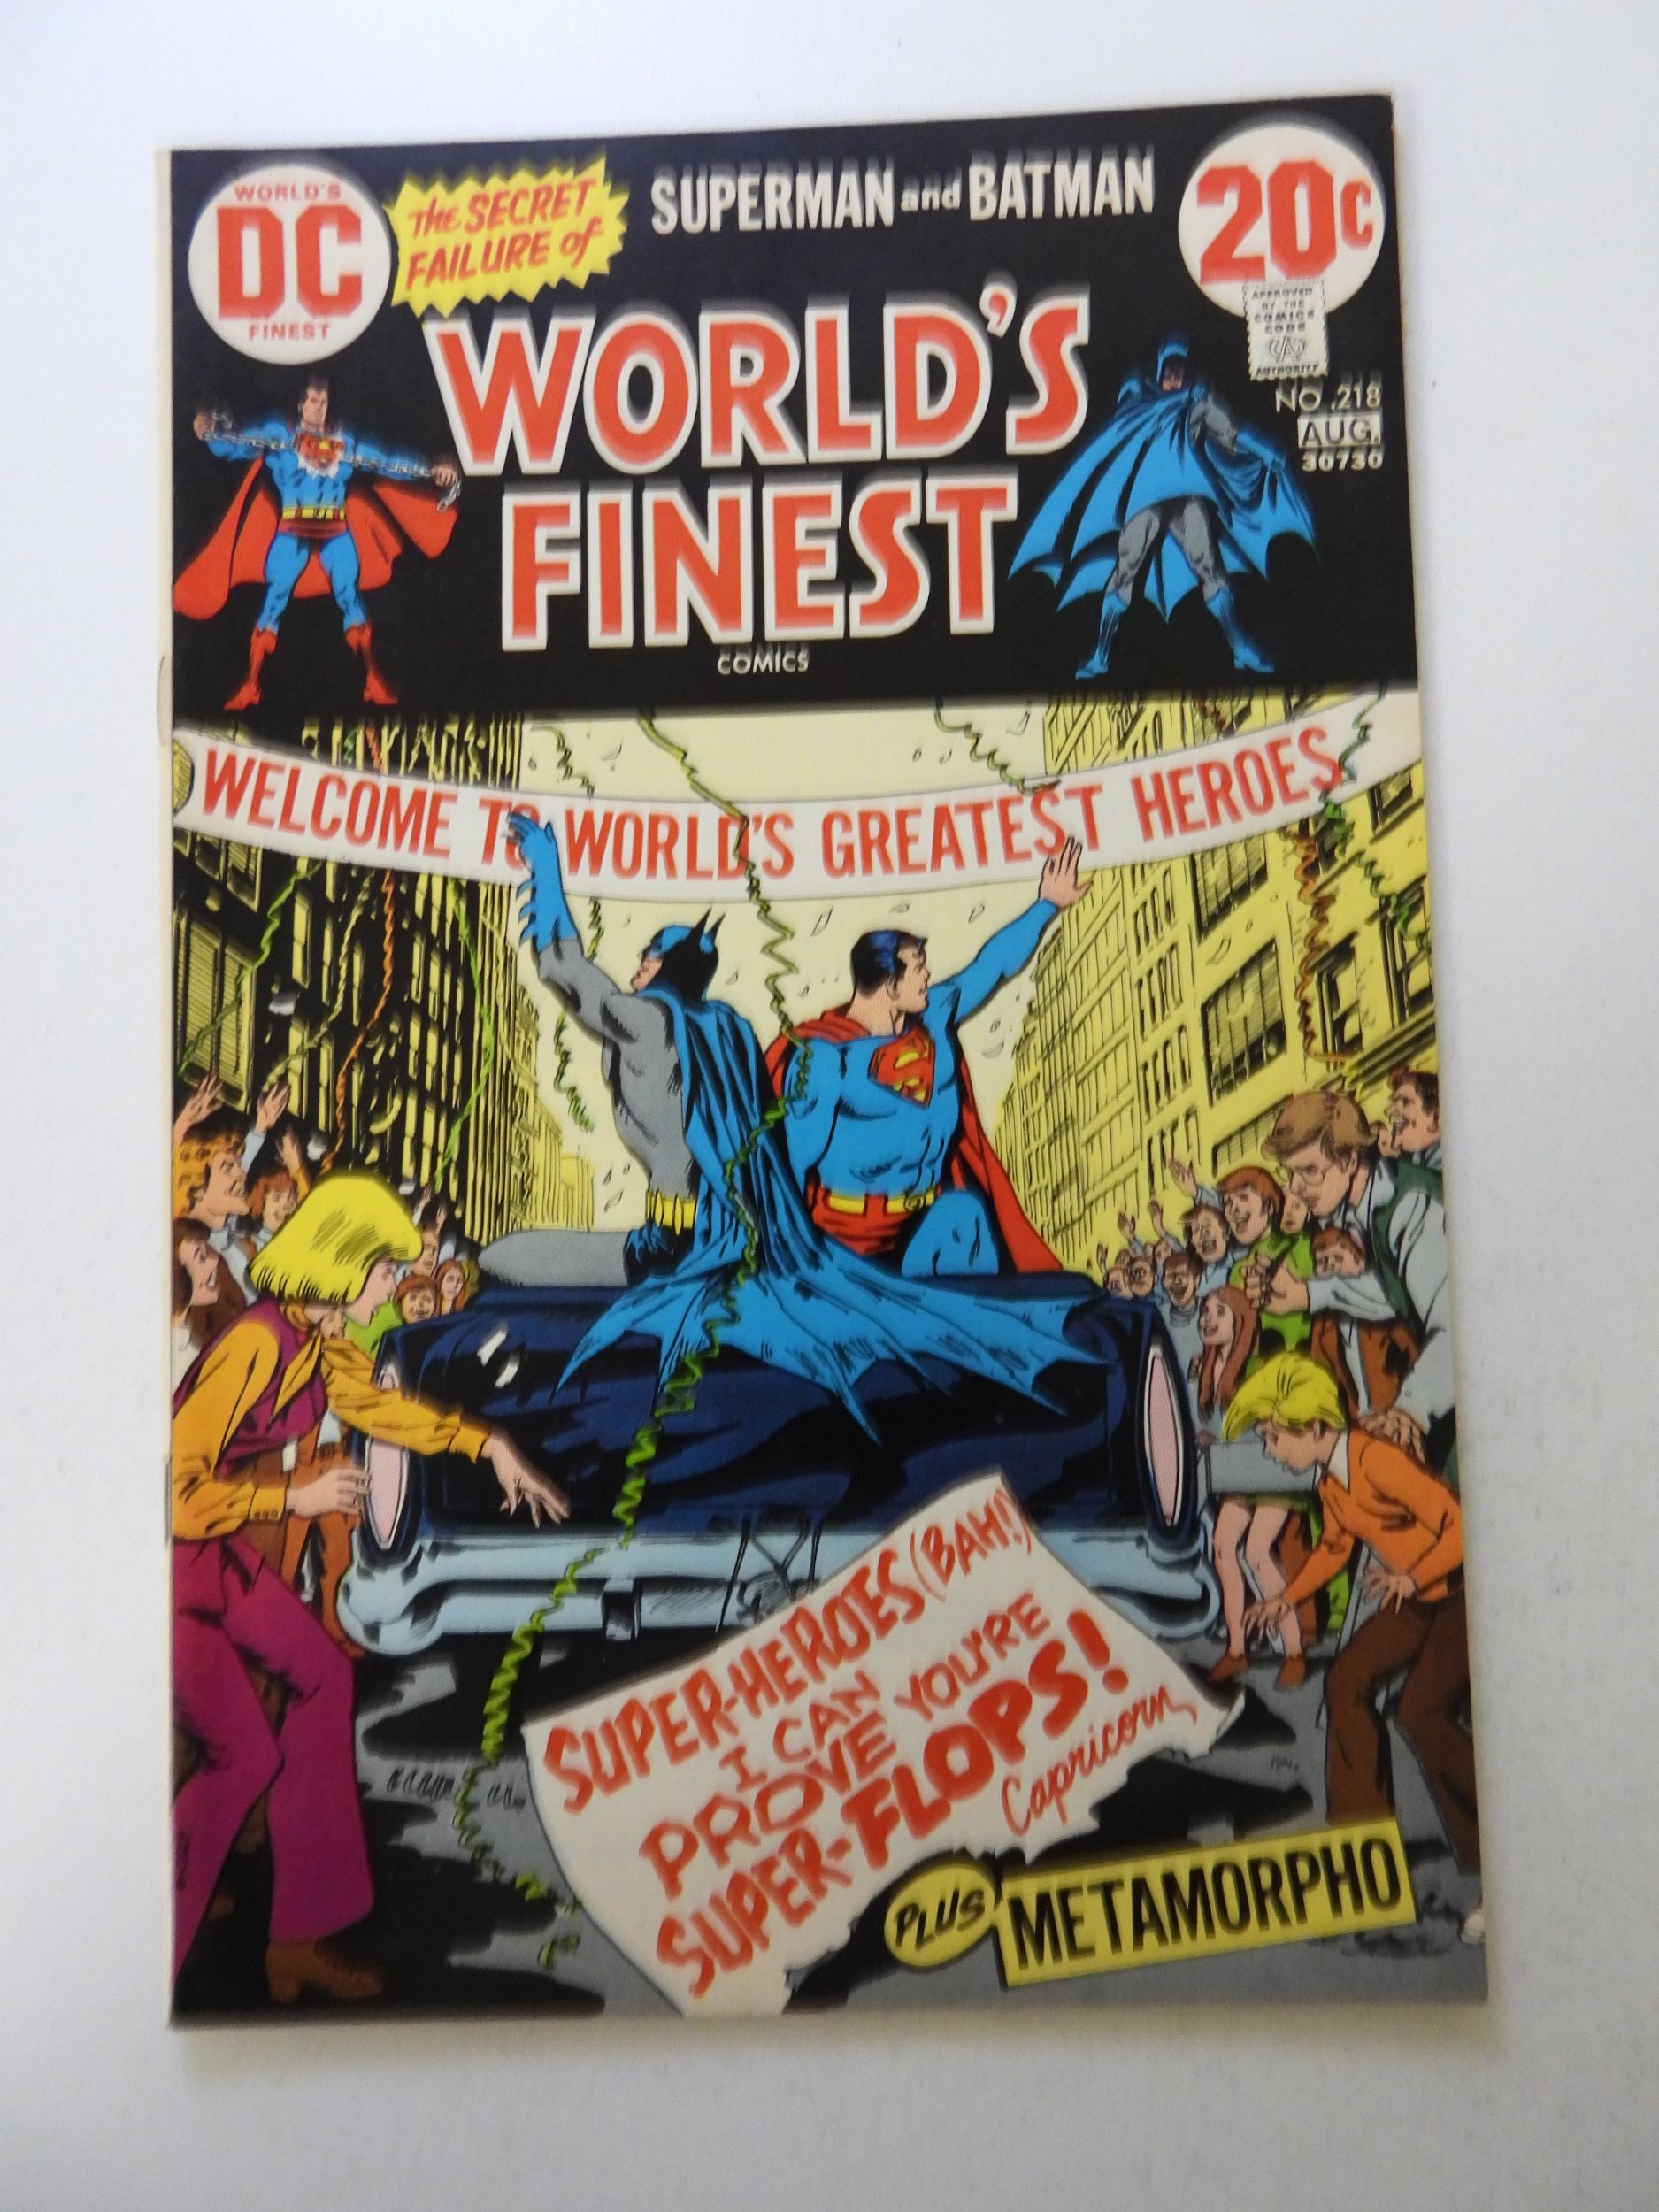 WORLD'S
DC
FINEST
The SECRET
FAILURE of
SUPERMAN and BATMAN
20¢
APPROVED
BY THE
COMICS
CODE
CA
AUTHORITY
NO. 218
AUG.
30730
WORLD'S
FINEST
COMICS
WELCOME TO WORLD'S GREATEST HEROES
SUPER-HEROES (BAH!)
I CAN
PROVE YOU'RE
SUPER-FLOPS!
Capricorn
PLUS
METAMORPHO